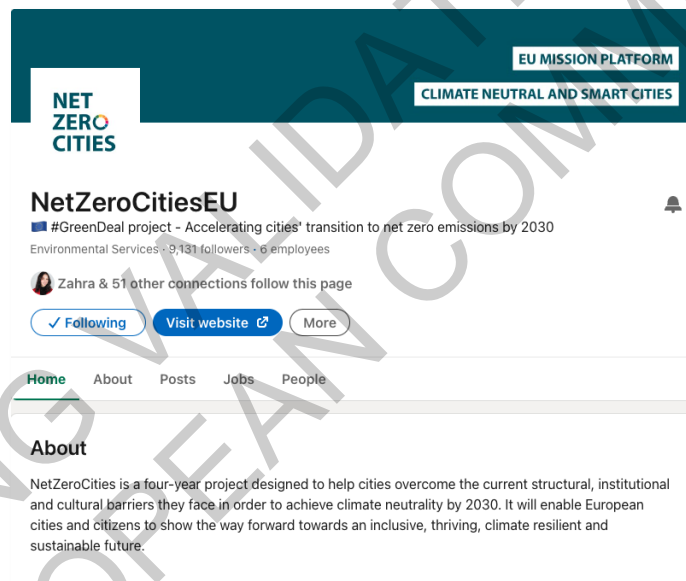 EU MISSION PLATFORM
CLIMATE NEUTRAL AND SMART CITIES
NET
ZERO
CITIES
NetZeroCitiesEU
🇪🇺 #GreenDeal project - Accelerating cities' transition to net zero emissions by 2030
Environmental Services · 9,131 followers · 6 employees
Zahra & 51 other connections follow this page
✓ Following Visit website More
Home About Posts Jobs People
About
NetZeroCities is a four-year project designed to help cities overcome the current structural, institutional
and cultural barriers they face in order to achieve climate neutrality by 2030. It will enable European
cities and citizens to show the way forward towards an inclusive, thriving, climate resilient and
sustainable future.